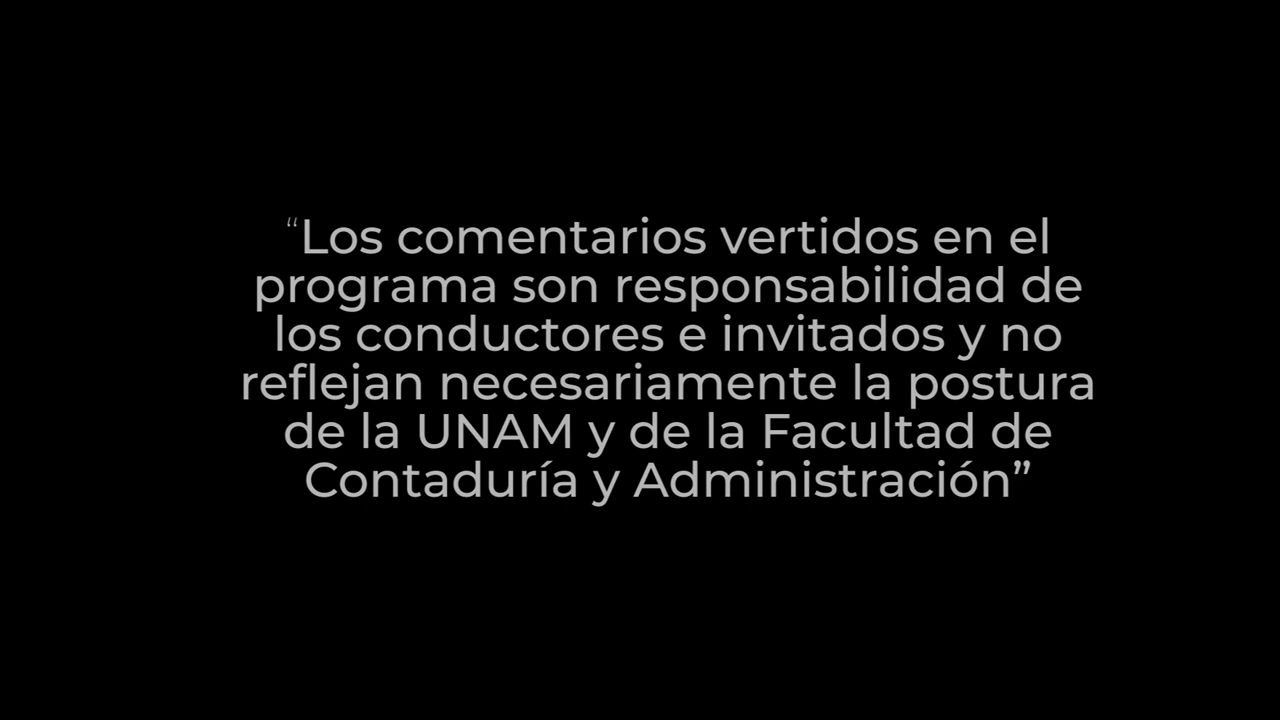 “Los comentarios vertidos en el
programa son responsabilidad de
los conductores e invitados y no
reflejan necesariamente la postura
de la UNAM y de la Facultad de
Contaduría y Administración”